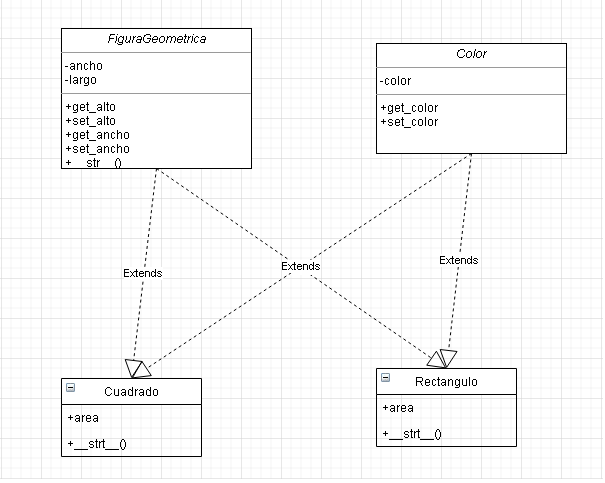 FiguraGeometrica
-ancho
-largo
+get_alto
+set_alto
+get_ancho
+set_ancho
+__str__()
Color
-color
+get_color
+set_color
Extends
Extends
Extends
Cuadrado
+area
+__strt__()
Rectangulo
+area
+__strt__()